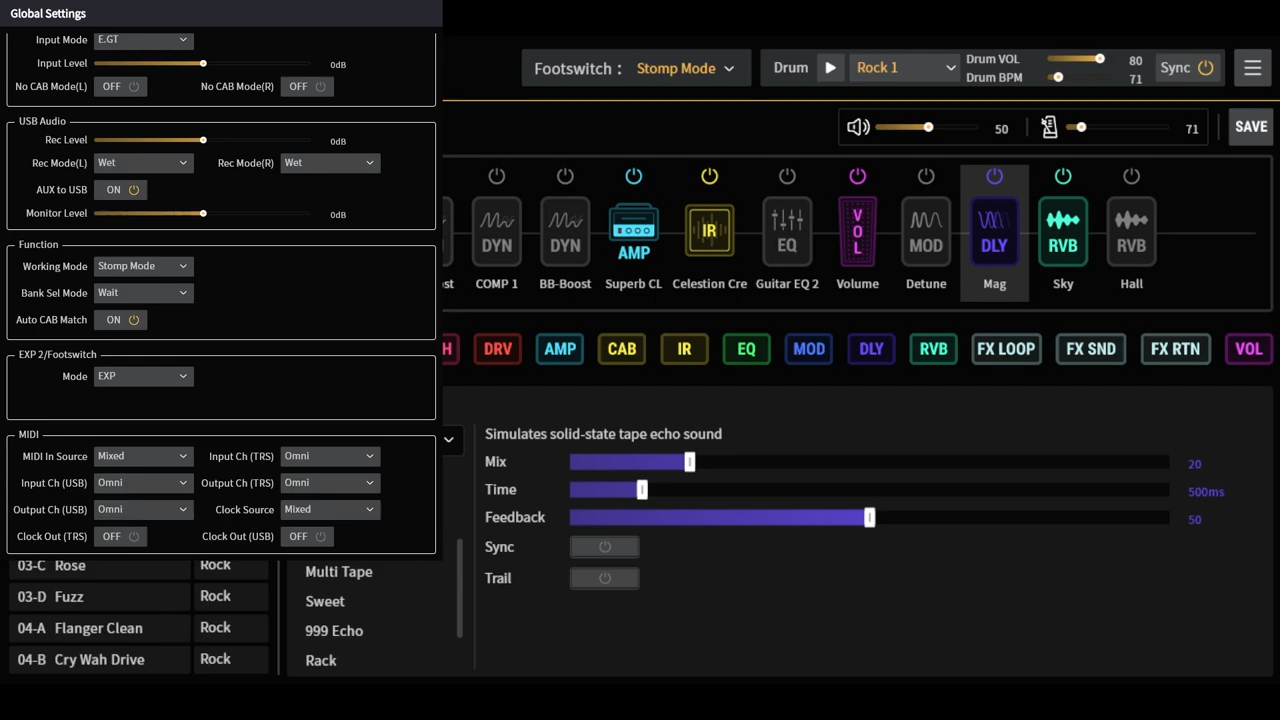 Global Settings
Input Mode E.GT
Input Level 0dB
No CAB Mode(L) OFF No CAB Mode(R) OFF
USB Audio
Rec Level 0dB
Rec Mode(L) Wet Rec Mode(R) Wet
AUX to USB ON
Monitor Level 0dB
Function
Working Mode Stomp Mode
Bank Sel Mode Wait
Auto CAB Match ON
EXP 2/Footswitch
Mode EXP
MIDI
MIDI In Source Mixed Input Ch (TRS) Omni
Input Ch (USB) Omni Output Ch (TRS) Omni
Output Ch (USB) Omni Clock Source Mixed
Clock Out (TRS) OFF Clock Out (USB) OFF
03-C Rose Rock
03-D Fuzz Rock
04-A Flanger Clean Rock
04-B Cry Wah Drive Rock
Multi Tape
Sweet
999 Echo
Rack
Footswitch : Stomp Mode
Drum Rock 1
Drum VOL 80
Drum BPM 71
Sync
50 71 SAVE
DYN DYN AMP IR EQ VOL MOD DLY RVB RVB
ost COMP 1 BB-Boost Superb CL Celestion Cre Guitar EQ 2 Volume Detune Mag Sky Hall
H DRV AMP CAB IR EQ MOD DLY RVB FX LOOP FX SND FX RTN VOL
Simulates solid-state tape echo sound
Mix 20
Time 500ms
Feedback 50
Sync
Trail